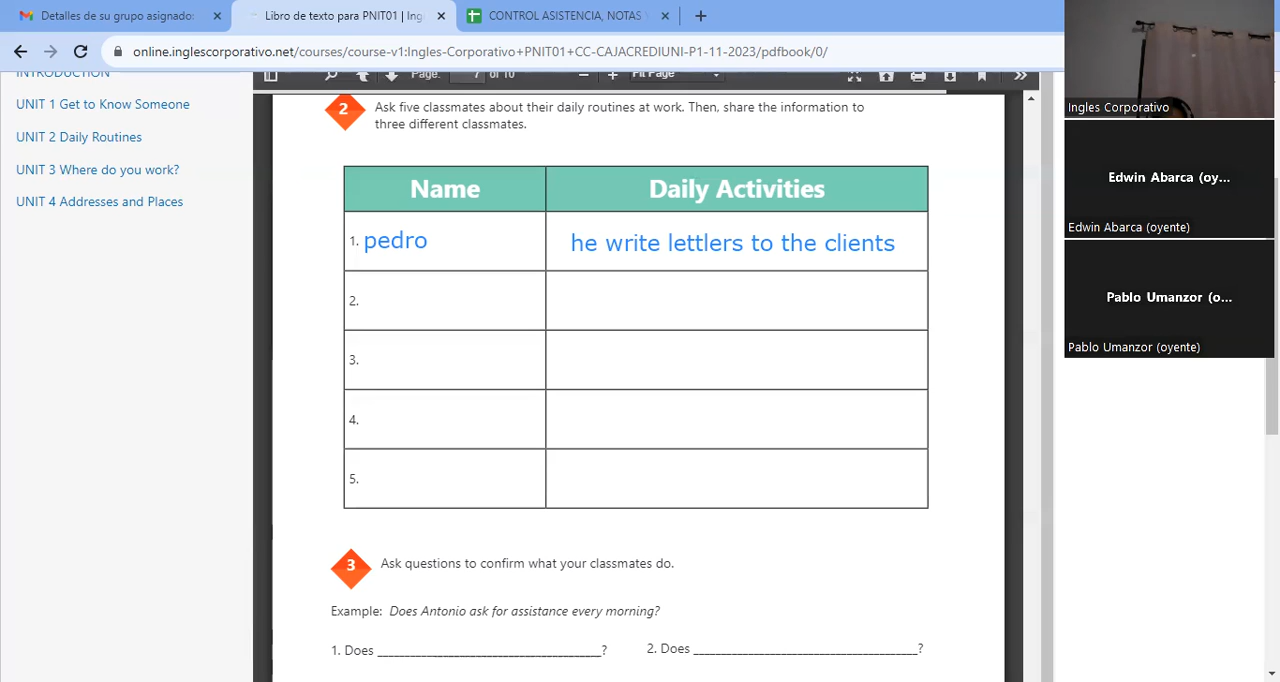 Detalles de su grupo asignado:
Libro de texto para PNIT01 | Ing
CONTROL ASISTENCIA, NOTAS Y
online.inglescorporativo.net/courses/course-v1:Ingles-Corporativo+PNIT01+CC-CAJACREDIUNI-P1-11-2023/pdfbook/0/
INTRODUCTION
UNIT 1 Get to Know Someone
UNIT 2 Daily Routines
UNIT 3 Where do you work?
UNIT 4 Addresses and Places
Page: 7 of 10
Fit Page
2 Ask five classmates about their daily routines at work. Then, share the information to
three different classmates.
Name Daily Activities
1. pedro he write lettlers to the clients
2.
3.
4.
5.
3 Ask questions to confirm what your classmates do.
Example: Does Antonio ask for assistance every morning?
1. Does ______________________________? 2. Does ______________________________?
Ingles Corporativo
Edwin Abarca (oy...
Edwin Abarca (oyente)
Pablo Umanzor (o...
Pablo Umanzor (oyente)